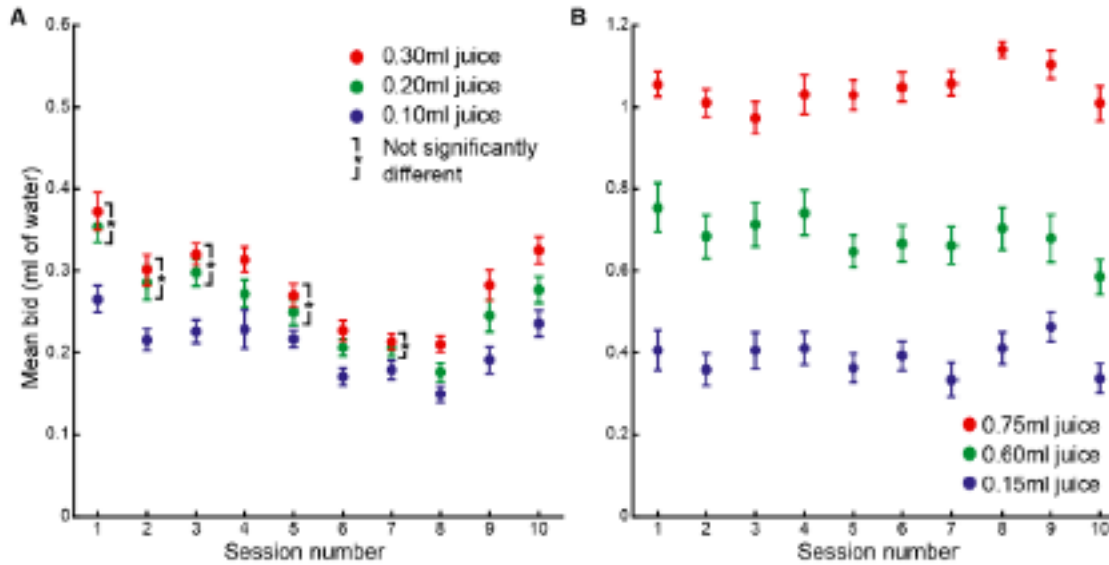 A
B
0.30ml juice
0.20ml juice
0.10ml juice
Not significantly
different
Mean bid (ml of water)
0.6
0.5
0.4
0.3
0.2
0.1
0
1 2 3 4 5 6 7 8 9 10
Session number
1.2
1
0.8
0.6
0.4
0.2
0
0.75ml juice
0.60ml juice
0.15ml juice
1 2 3 4 5 6 7 8 9 10
Session number